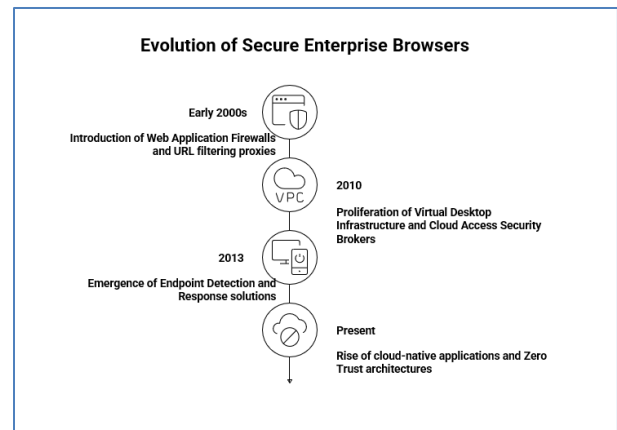 Evolution of Secure Enterprise Browsers
Early 2000s
Introduction of Web Application Firewalls
and URL filtering proxies
VPC
2010
Proliferation of Virtual Desktop
Infrastructure and Cloud Access Security
Brokers
2013
Emergence of Endpoint Detection and
Response solutions
Present
Rise of cloud-native applications and Zero
Trust architectures